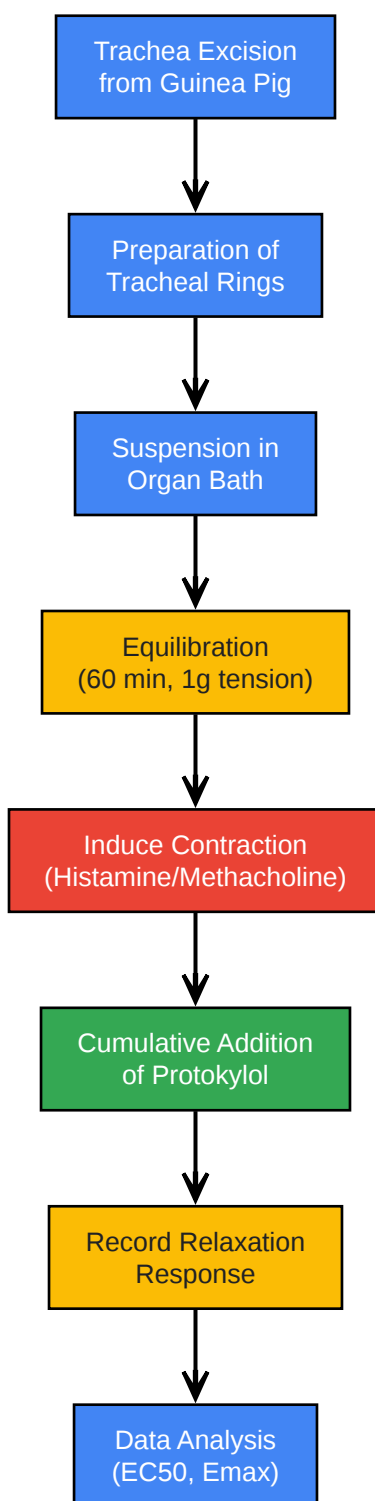 Trachea Excision
from Guinea Pig
Preparation of
Tracheal Rings
Suspension in
Organ Bath
Equilibration
(60 min, 1g tension)
Induce Contraction
(Histamine/Methacholine)
Cumulative Addition
of Protokylol
Record Relaxation
Response
Data Analysis
(EC50, Emax)